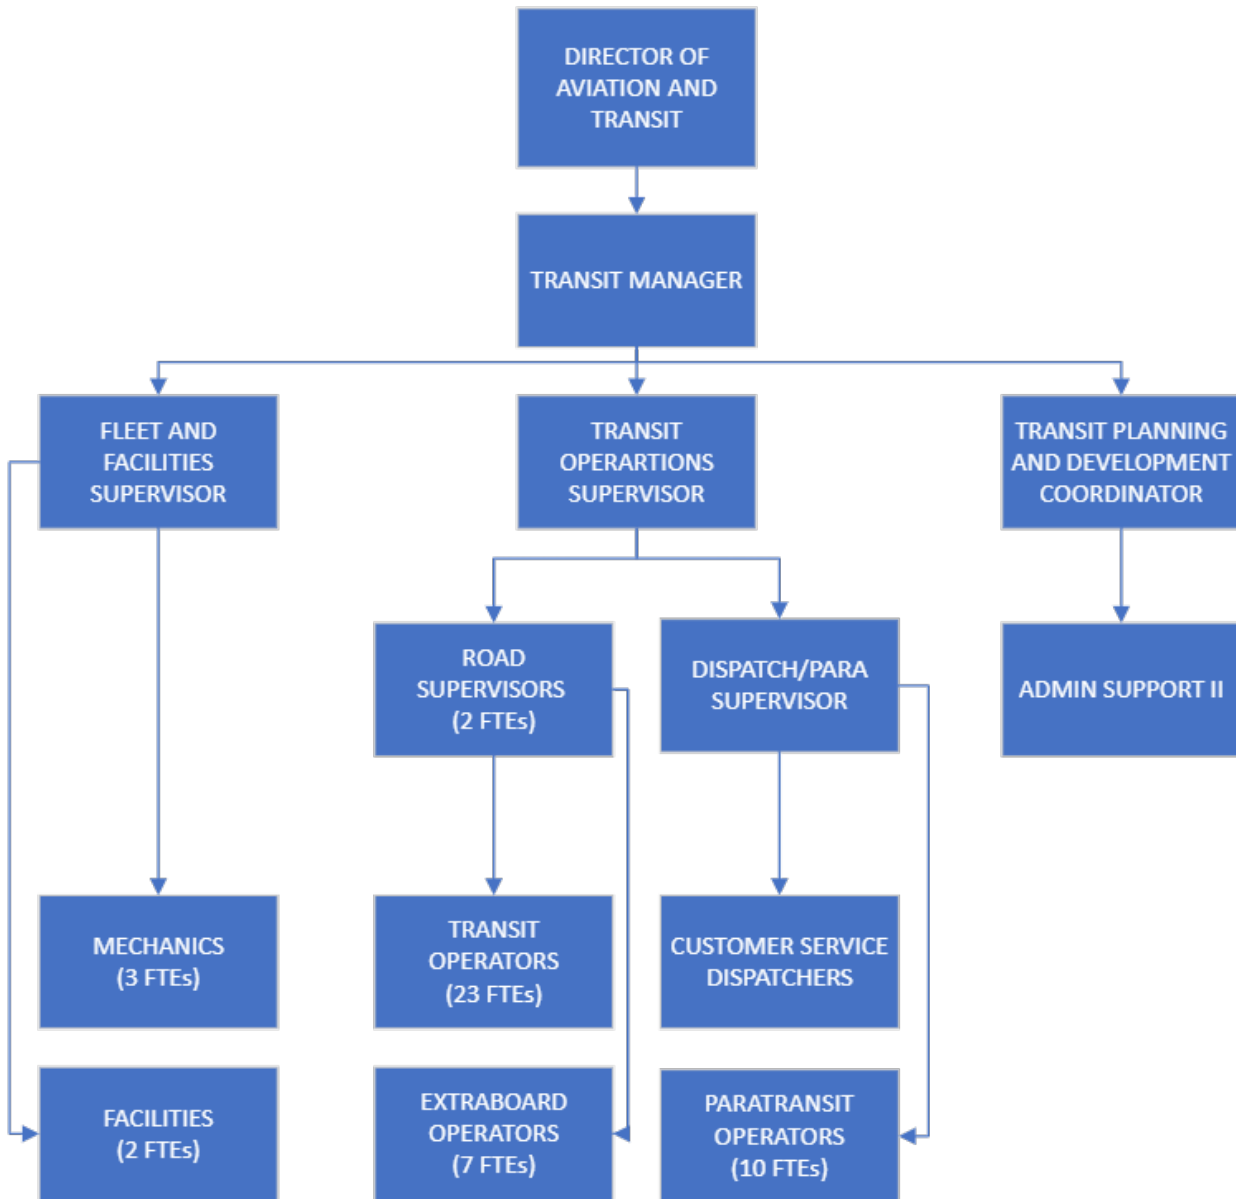 DIRECTOR OF
AVIATION AND
TRANSIT
TRANSIT MANAGER
FLEET AND
FACILITIES
SUPERVISOR
TRANSIT
OPERARTIONS
SUPERVISOR
TRANSIT PLANNING
AND DEVELOPMENT
COORDINATOR
ROAD
SUPERVISORS
(2 FTEs)
DISPATCH/PARA
SUPERVISOR
ADMIN SUPPORT II
MECHANICS
(3 FTEs)
TRANSIT
OPERATORS
(23 FTEs)
CUSTOMER SERVICE
DISPATCHERS
FACILITIES
(2 FTEs)
EXTRABOARD
OPERATORS
(7 FTEs)
PARATRANSIT
OPERATORS
(10 FTEs)